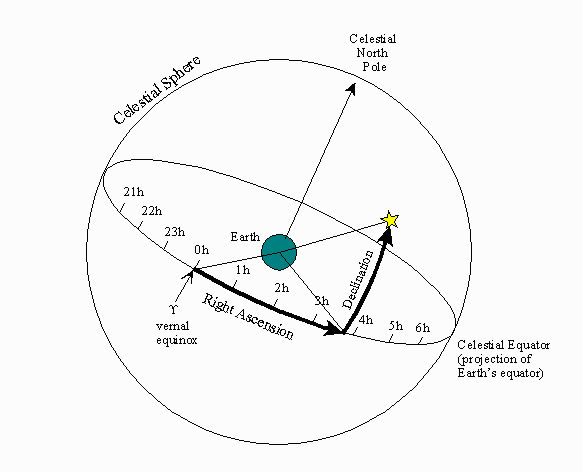 Celestial
North
Pole
Celestial Sphere
21h
22h
23h
0h
Earth
1h
2h
3h
4h
5h
6h
Declination
Right Ascension
ϒ
vernal
equinox
Celestial Equator
(projection of
Earth's equator)